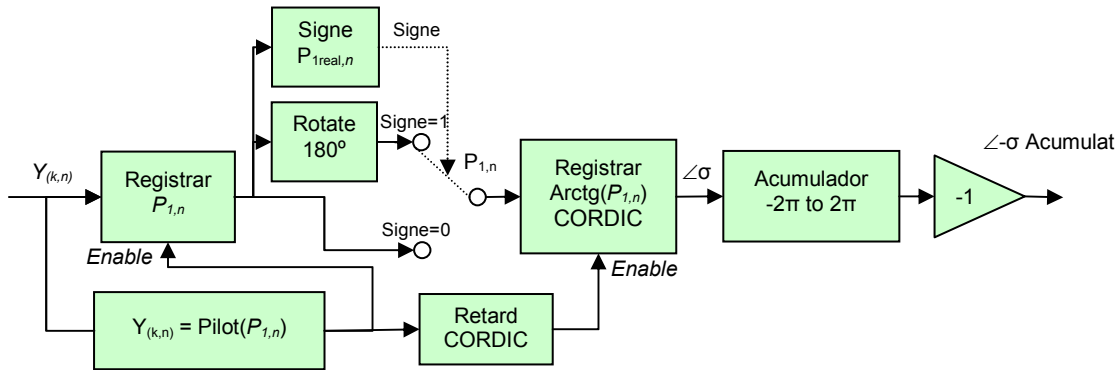 Signe
P1real,n
Signe
Rotate
180º
Signe=1
P1,n
Y(k,n)
Registrar
P1,n
Enable
Signe=0
Registrar
Arctg(P1,n)
CORDIC
∠σ
Enable
Acumulador
-2π to 2π
-1
∠-σ Acumulat
Y(k,n) = Pilot(P1,n)
Retard
CORDIC